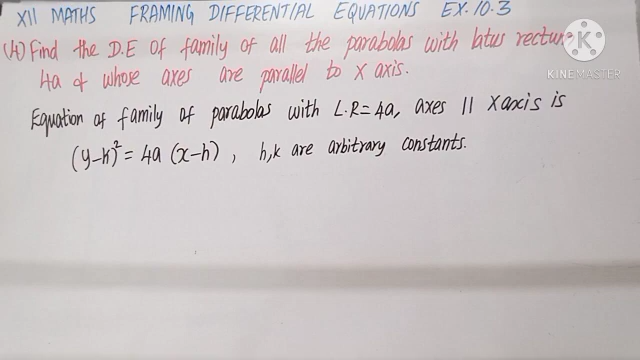 XII MATHS FRAMING DIFFERENTIAL EQUATIONS EX.10.3
(4) Find the D.E of family of all the parabolas with latus rectum
4a & whose axes are parallel to X axis.
Equation of family of parabolas with L.R=4a, axes || X axis is
(y-k)² = 4a (x-h), h,k are arbitrary constants.
KINEMASTER